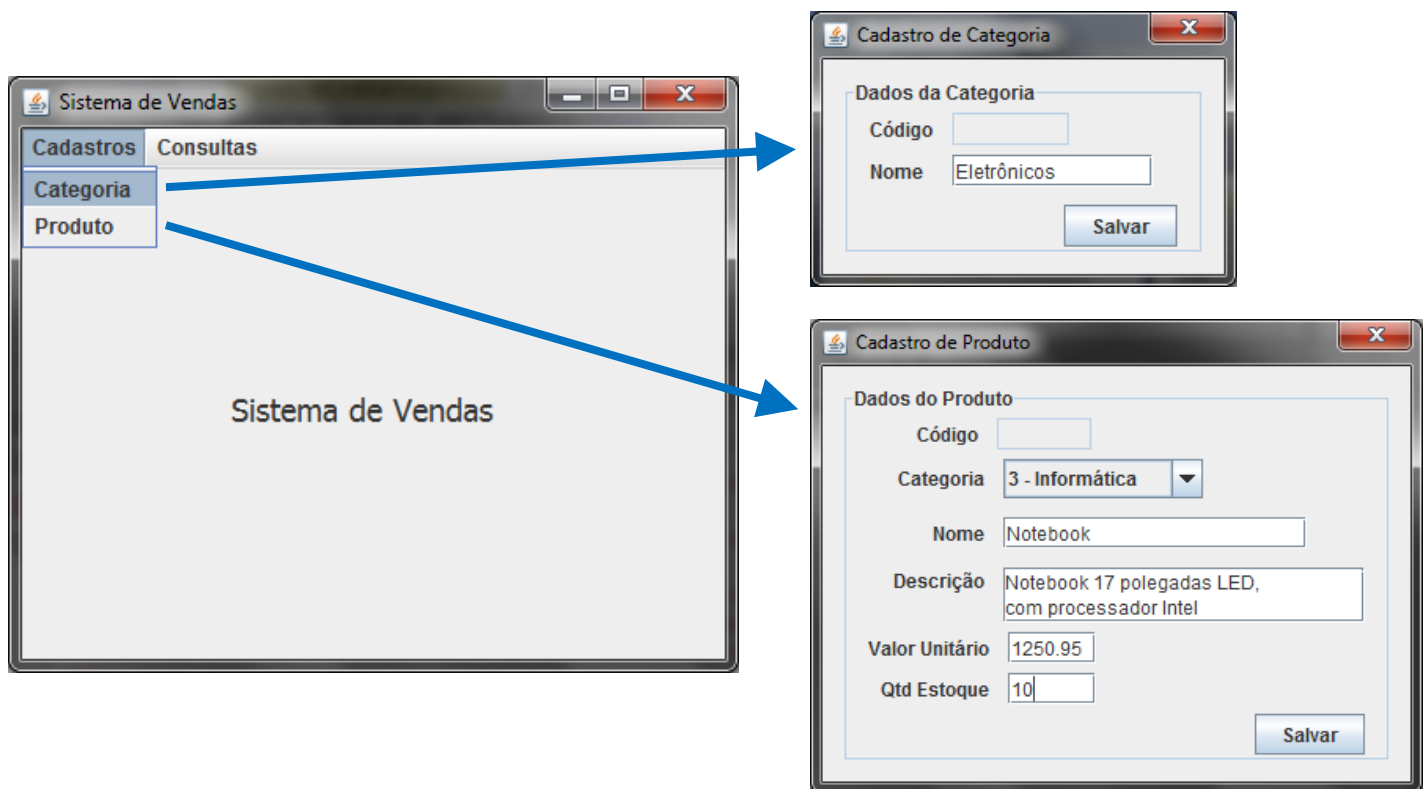 Sistema de Vendas
Cadastros Consultas
Categoria
Produto
Sistema de Vendas
Cadastro de Categoria
Dados da Categoria
Código
Nome Eletrônicos
Salvar
Cadastro de Produto
Dados do Produto
Código
Categoria 3 - Informática
Nome Notebook
Descrição Notebook 17 polegadas LED,
com processador Intel
Valor Unitário 1250.95
Qtd Estoque 10
Salvar